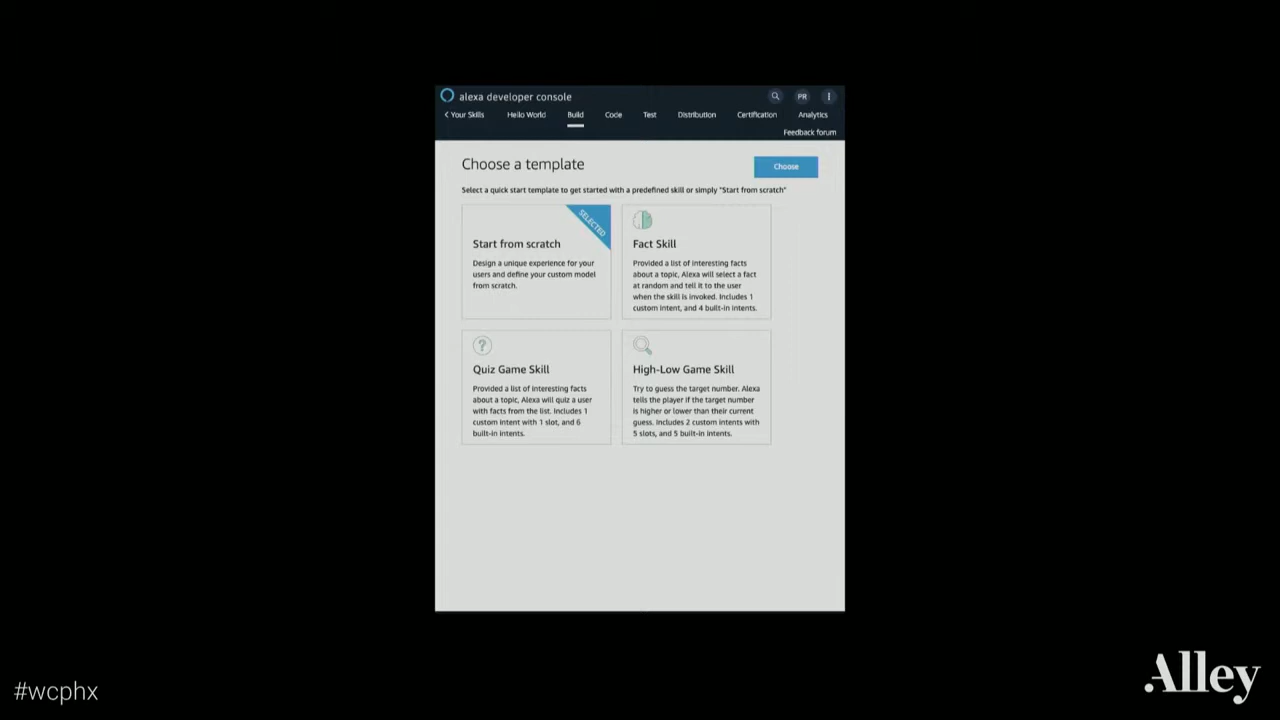 alexa developer console
PR
< Your Skills Hello World Build Code Test Distribution Certification Analytics
Feedback forum
Choose a template
Choose
Select a quick start template to get started with a predefined skill or simply "Start from scratch"
SELECTED
Start from scratch
Design a unique experience for your
users and define your custom model
from scratch.
Fact Skill
Provided a list of interesting facts
about a topic, Alexa will select a fact
at random and tell it to the user
when the skill is invoked. Includes 1
custom intent, and 4 built-in intents.
?
Quiz Game Skill
Provided a list of interesting facts
about a topic, Alexa will quiz a user
with facts from the list. Includes 1
custom intent with 1 slot, and 6
built-in intents.
High-Low Game Skill
Try to guess the target number. Alexa
tells the player if the target number
is higher or lower than their current
guess. Includes 2 custom intents with
5 slots, and 5 built-in intents.
#wcphx
Alley